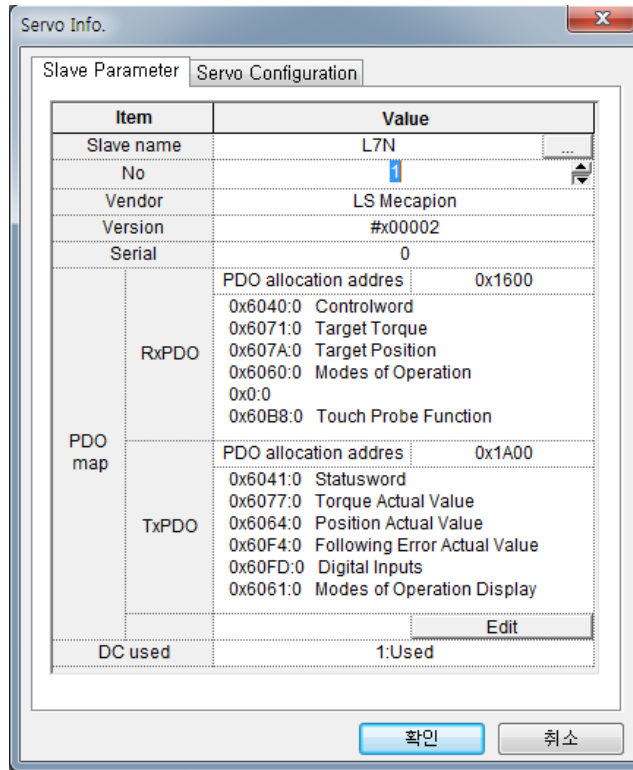 Servo Info.
Slave Parameter Servo Configuration
Item Value
Slave name L7N ...
No 1
Vendor LS Mecapion
Version #x00002
Serial 0
PDO map
RxPDO
PDO allocation addres 0x1600
0x6040:0 Controlword
0x6071:0 Target Torque
0x607A:0 Target Position
0x6060:0 Modes of Operation
0x0:0
0x60B8:0 Touch Probe Function
TxPDO
PDO allocation addres 0x1A00
0x6041:0 Statusword
0x6077:0 Torque Actual Value
0x6064:0 Position Actual Value
0x60F4:0 Following Error Actual Value
0x60FD:0 Digital Inputs
0x6061:0 Modes of Operation Display
Edit
DC used 1:Used
확인 취소